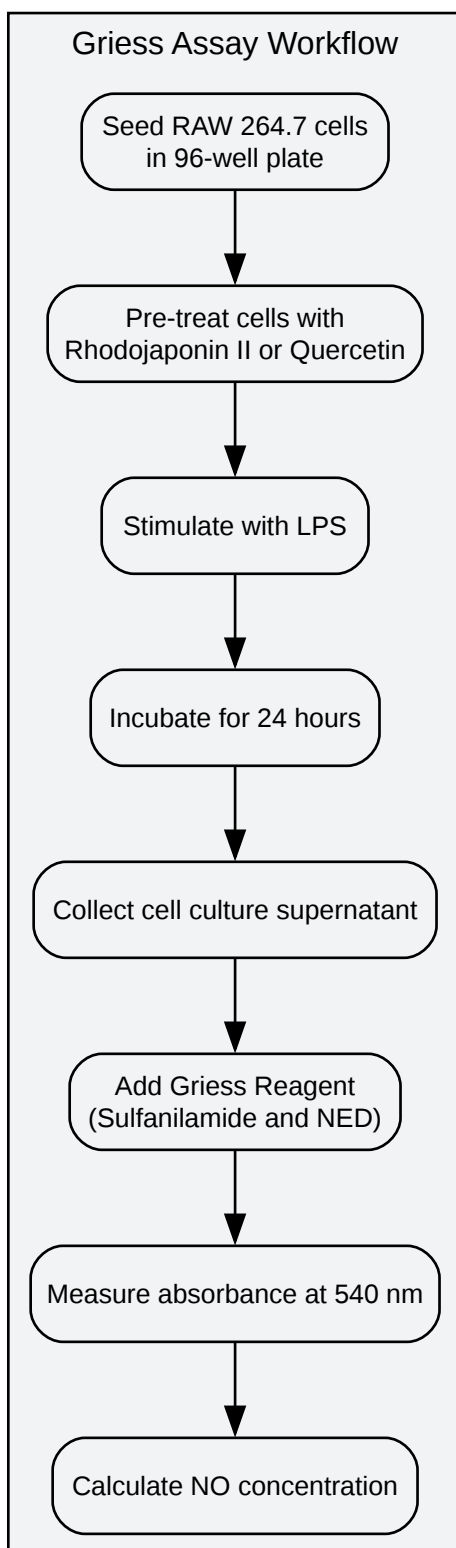 Griess Assay Workflow
Seed RAW 264.7 cells
in 96-well plate
Pre-treat cells with
Rhodojaponin II or Quercetin
Stimulate with LPS
Incubate for 24 hours
Collect cell culture supernatant
Add Griess Reagent
(Sulfanilamide and NED)
Measure absorbance at 540 nm
Calculate NO concentration